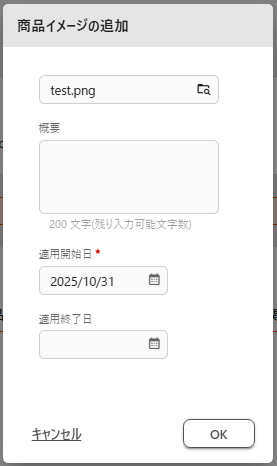 商品イメージの追加
test.png
概要
200 文字(残り入力可能文字数)
適用開始日 *
2025/10/31
適用終了日
キャンセル
OK